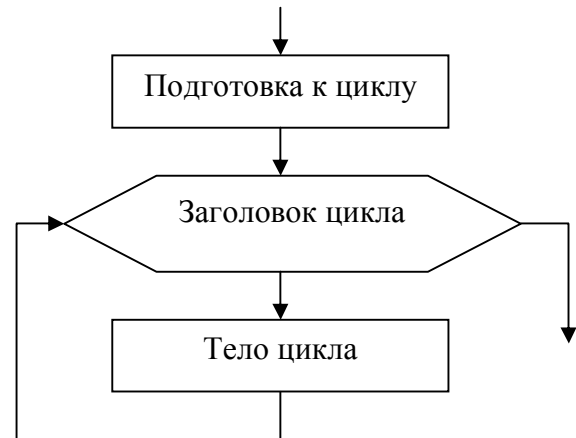 Подготовка к циклу
Заголовок цикла
Тело цикла